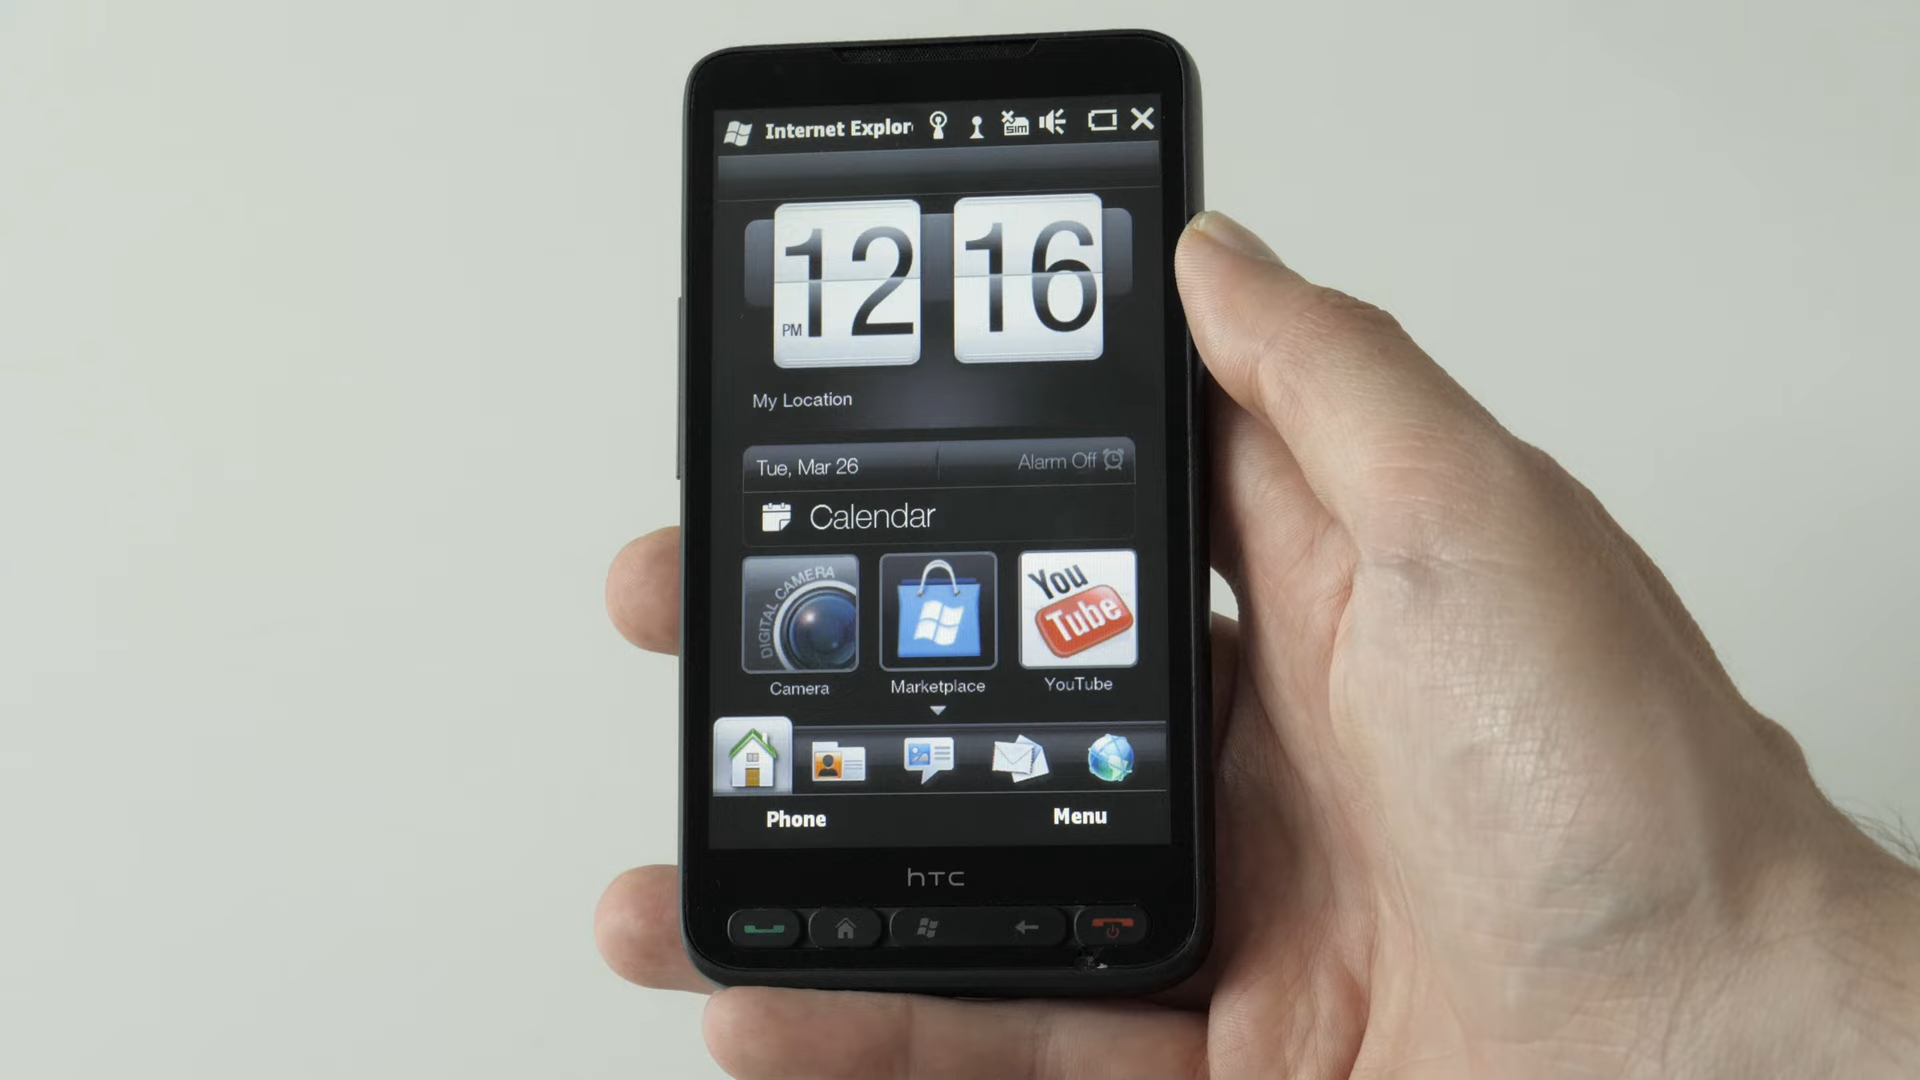 Internet Explor
SIM
12 16
PM
My Location
Tue, Mar 26 Alarm Off
Calendar
DIGITAL CAMERA
You
Tube
Camera Marketplace YouTube
Phone Menu
hTC